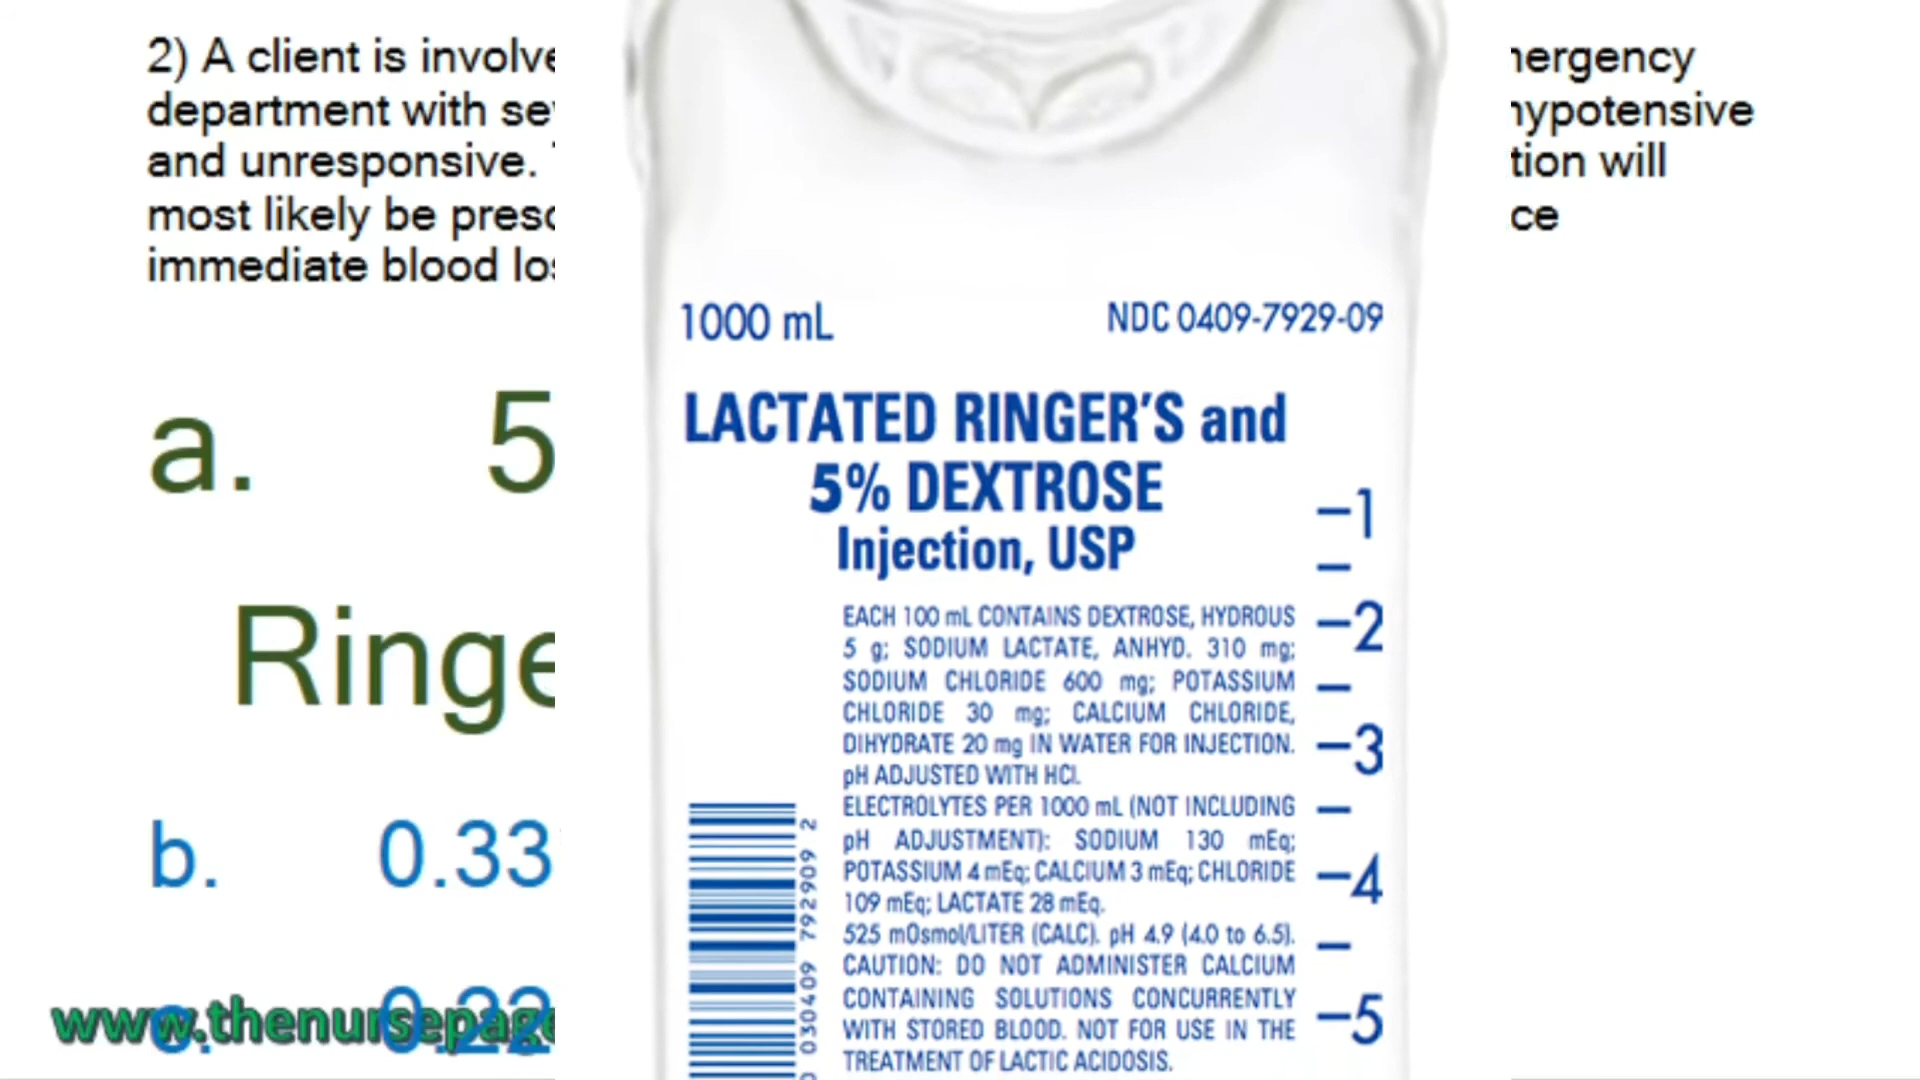 2) A client is involve
department with
and unresponsive.
most likely be
immediate blood
nergency
hypotensive
tion will
ce
a. 5
Ringe
b. 0.33
c. 0.22
www.thenursepage
1000 mL
NDC 0409-7929-09
LACTATED RINGER'S and
5% DEXTROSE
Injection, USP
EACH 100 mL CONTAINS DEXTROSE, HYDROUS
5 g; SODIUM LACTATE, ANHYD. 310 mg;
SODIUM CHLORIDE 600 mg; POTASSIUM
CHLORIDE 30 mg; CALCIUM CHLORIDE,
DIHYDRATE 20 mg IN WATER FOR INJECTION.
pH ADJUSTED WITH HCl.
ELECTROLYTES PER 1000 mL (NOT INCLUDING
pH ADJUSTMENT): SODIUM 130 mEq;
POTASSIUM 4 mEq; CALCIUM 3 mEq; CHLORIDE
109 mEq; LACTATE 28 mEq.
525 mOsmol/LITER (CALC). pH 4.9 (4.0 to 6.5).
CAUTION: DO NOT ADMINISTER CALCIUM
CONTAINING SOLUTIONS CONCURRENTLY
WITH STORED BLOOD. NOT FOR USE IN THE
TREATMENT OF LACTIC ACIDOSIS.
–1
–2
–3
–4
–5
0 030409 792909 2